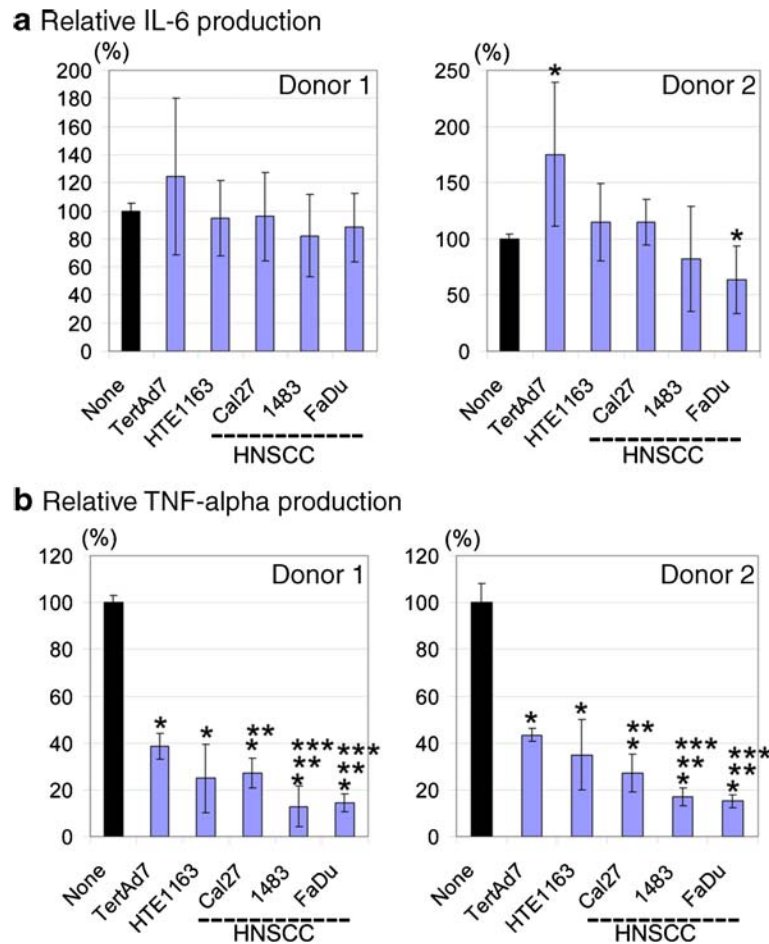 a Relative IL-6 production
(%)
200
180
160
140
120
100
80
60
40
20
0
Donor 1
None
TertAd7
HTE1163
Cal27
1483
FaDu
HNSCC
(%)
250
200
150
100
50
0
Donor 2
*
*
None
TertAd7
HTE1163
Cal27
1483
FaDu
HNSCC
b Relative TNF-alpha production
(%)
120
100
80
60
40
20
0
Donor 1
*
*
**
*
***
**
*
***
**
*
None
TertAd7
HTE1163
Cal27
1483
FaDu
HNSCC
(%)
120
100
80
60
40
20
0
Donor 2
*
*
**
*
***
**
*
***
**
*
None
TertAd7
HTE1163
Cal27
1483
FaDu
HNSCC